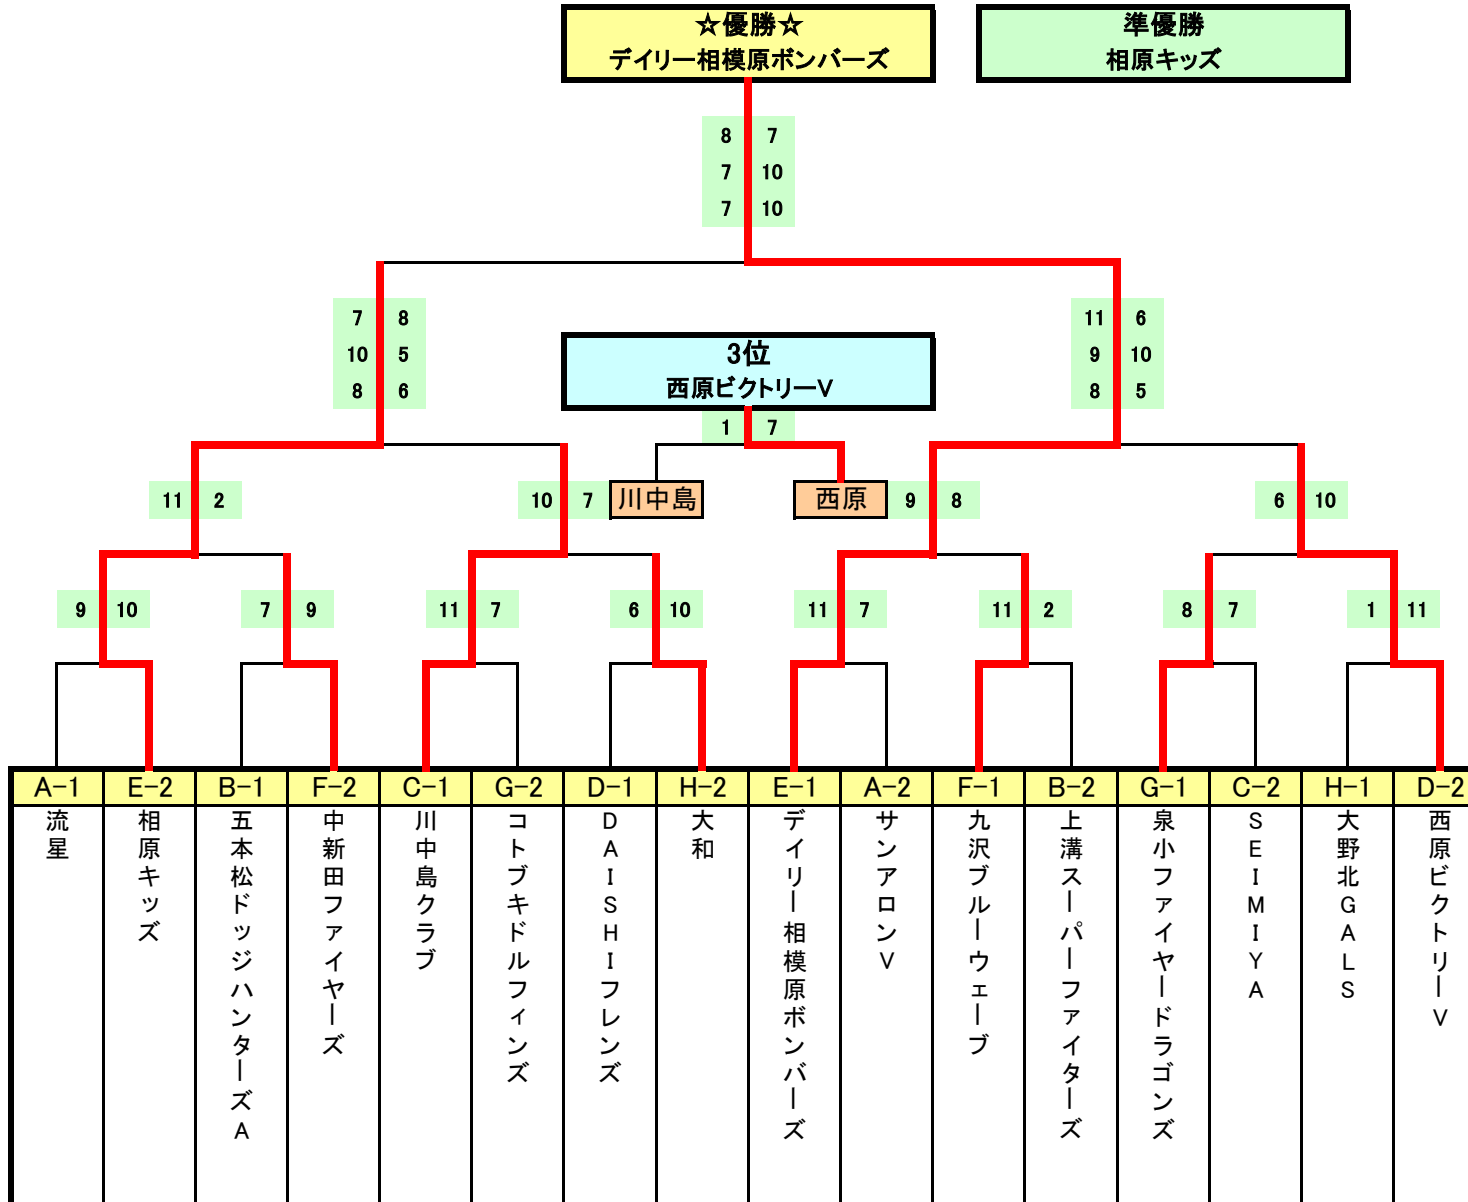 ☆優勝☆
デイリー相模原ボンバーズ
準優勝
相原キッズ
8 7
7 10
7 10
7 8
10 5
8 6
11 6
9 10
8 5
3位
西原ビクトリーV
1 7
川中島
西原
11 2
10 7
9 8
6 10
9 10
7 9
11 7
6 10
11 7
11 2
8 7
1 11
A-1 E-2 B-1 F-2 C-1 G-2 D-1 H-2 E-1 A-2 F-1 B-2 G-1 C-2 H-1 D-2
流星
相原キッズ
五本松ドッジハンターズA
中新田ファイヤーズ
川中島クラブ
コトブキドルフィンズ
DAISHIフレンズ
大和
デイリー相模原ボンバーズ
サンアロンV
九沢ブルーウェーブ
上溝スーパーファイターズ
泉小ファイヤードラゴンズ
SEIMIYA
大野北GALS
西原ビクトリーV